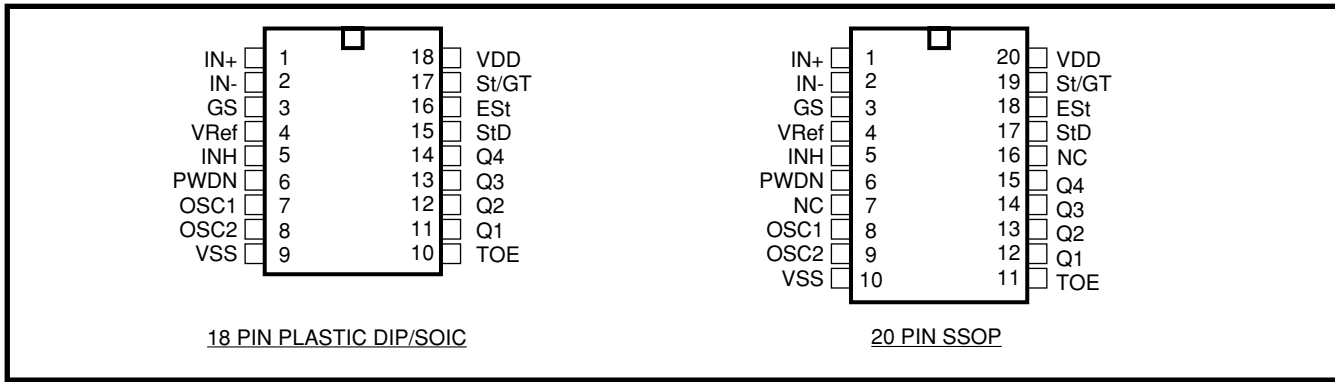 IN+ 1 18 VDD
IN- 2 17 St/GT
GS 3 16 ESt
VRef 4 15 StD
INH 5 14 Q4
PWDN 6 13 Q3
OSC1 7 12 Q2
OSC2 8 11 Q1
VSS 9 10 TOE
18 PIN PLASTIC DIP/SOIC
IN+ 1 20 VDD
IN- 2 19 St/GT
GS 3 18 ESt
VRef 4 17 StD
INH 5 16 NC
PWDN 6 15 Q4
NC 7 14 Q3
OSC1 8 13 Q2
OSC2 9 12 Q1
VSS 10 11 TOE
20 PIN SSOP